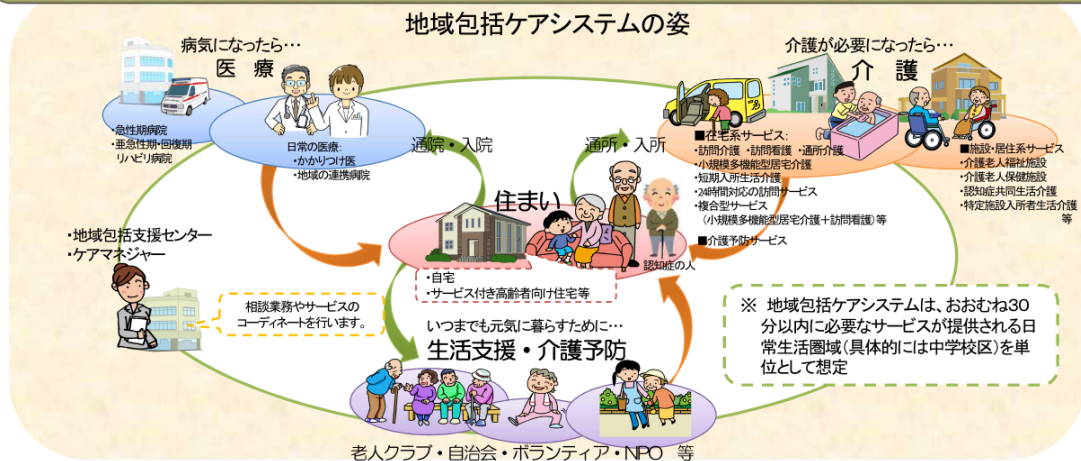 地域包括ケアシステムの姿
病気になったら…
医 療
・急性期病院
・亜急性期・回復期
リハビリ病院
日常の医療:
・かかりつけ医
・地域の連携病院
通院・入院
介護が必要になったら…
介 護
通所・入所
■在宅系サービス:
・訪問介護 ・訪問看護 ・通所介護
・小規模多機能型居宅介護
・短期入所生活介護
・24時間対応の訪問サービス
・複合型サービス
(小規模多機能型居宅介護+訪問看護)等
■介護予防サービス
■施設・居住系サービス
・介護老人福祉施設
・介護老人保健施設
・認知症共同生活介護
・特定施設入所者生活介護
等
住まい
認知症の人
・自宅
・サービス付き高齢者向け住宅等
・地域包括支援センター
・ケアマネジャー
相談業務やサービスの
コーディネートを行います。
いつまでも元気に暮らすために…
生活支援・介護予防
老人クラブ・自治会・ボランティア・NPO 等
※ 地域包括ケアシステムは、おおむね30
分以内に必要なサービスが提供される日
常生活圏域(具体的には中学校区)を単
位として想定